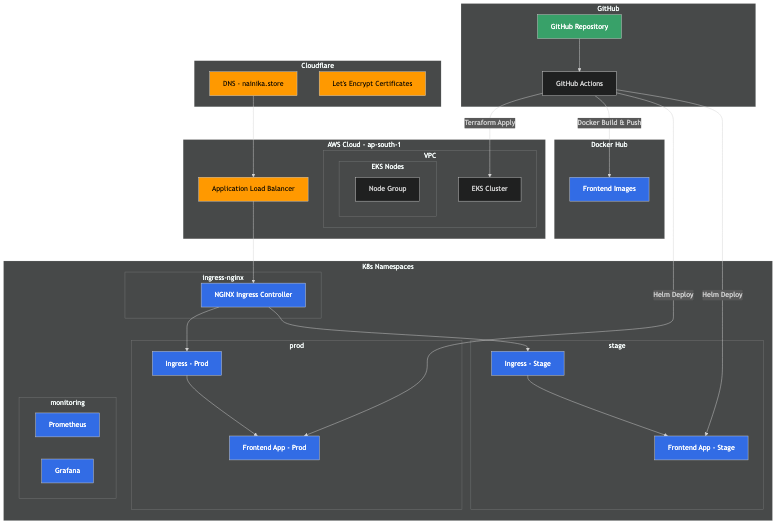 GitHub
GitHub Repository
GitHub Actions
Cloudflare
DNS - nainika.store
Let's Encrypt Certificates
Terraform Apply
Docker Build & Push
AWS Cloud - ap-south-1
VPC
EKS Nodes
Node Group
EKS Cluster
Application Load Balancer
Docker Hub
Frontend Images
K8s Namespaces
ingress-nginx
NGINX Ingress Controller
Helm Deploy
Helm Deploy
prod
Ingress - Prod
Frontend App - Prod
stage
Ingress - Stage
Frontend App - Stage
monitoring
Prometheus
Grafana